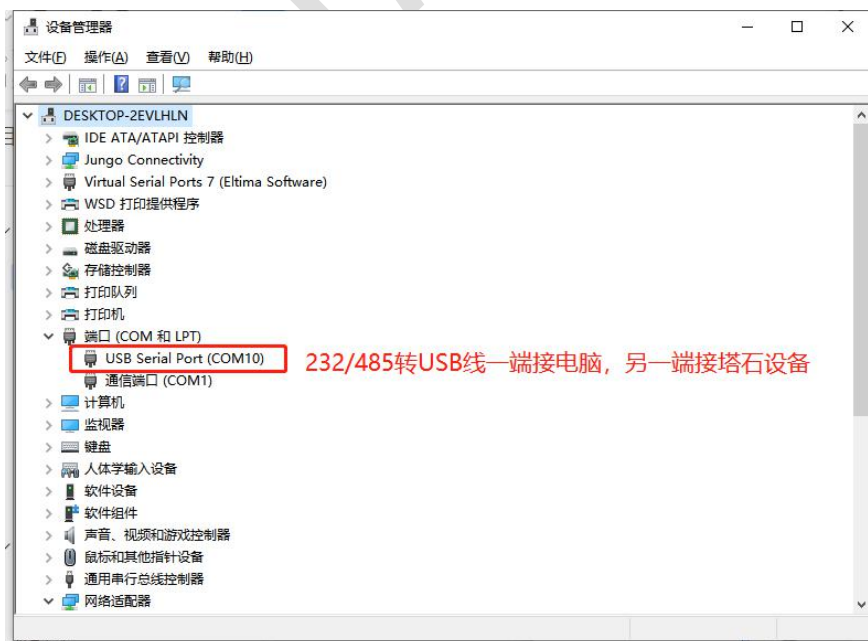 设备管理器
文件(F) 操作(A) 查看(V) 帮助(H)
DESKTOP-2EVLHLN
IDE ATA/ATAPI 控制器
Jungo Connectivity
Virtual Serial Ports 7 (Eltima Software)
WSD 打印提供程序
处理器
磁盘驱动器
存储控制器
打印队列
打印机
端口 (COM 和 LPT)
USB Serial Port (COM10) 232/485转USB线一端接电脑，另一端接塔石设备
通信端口 (COM1)
计算机
监视器
键盘
人体学输入设备
软件设备
软件组件
声音、视频和游戏控制器
鼠标和其他指针设备
通用串行总线控制器
网络适配器